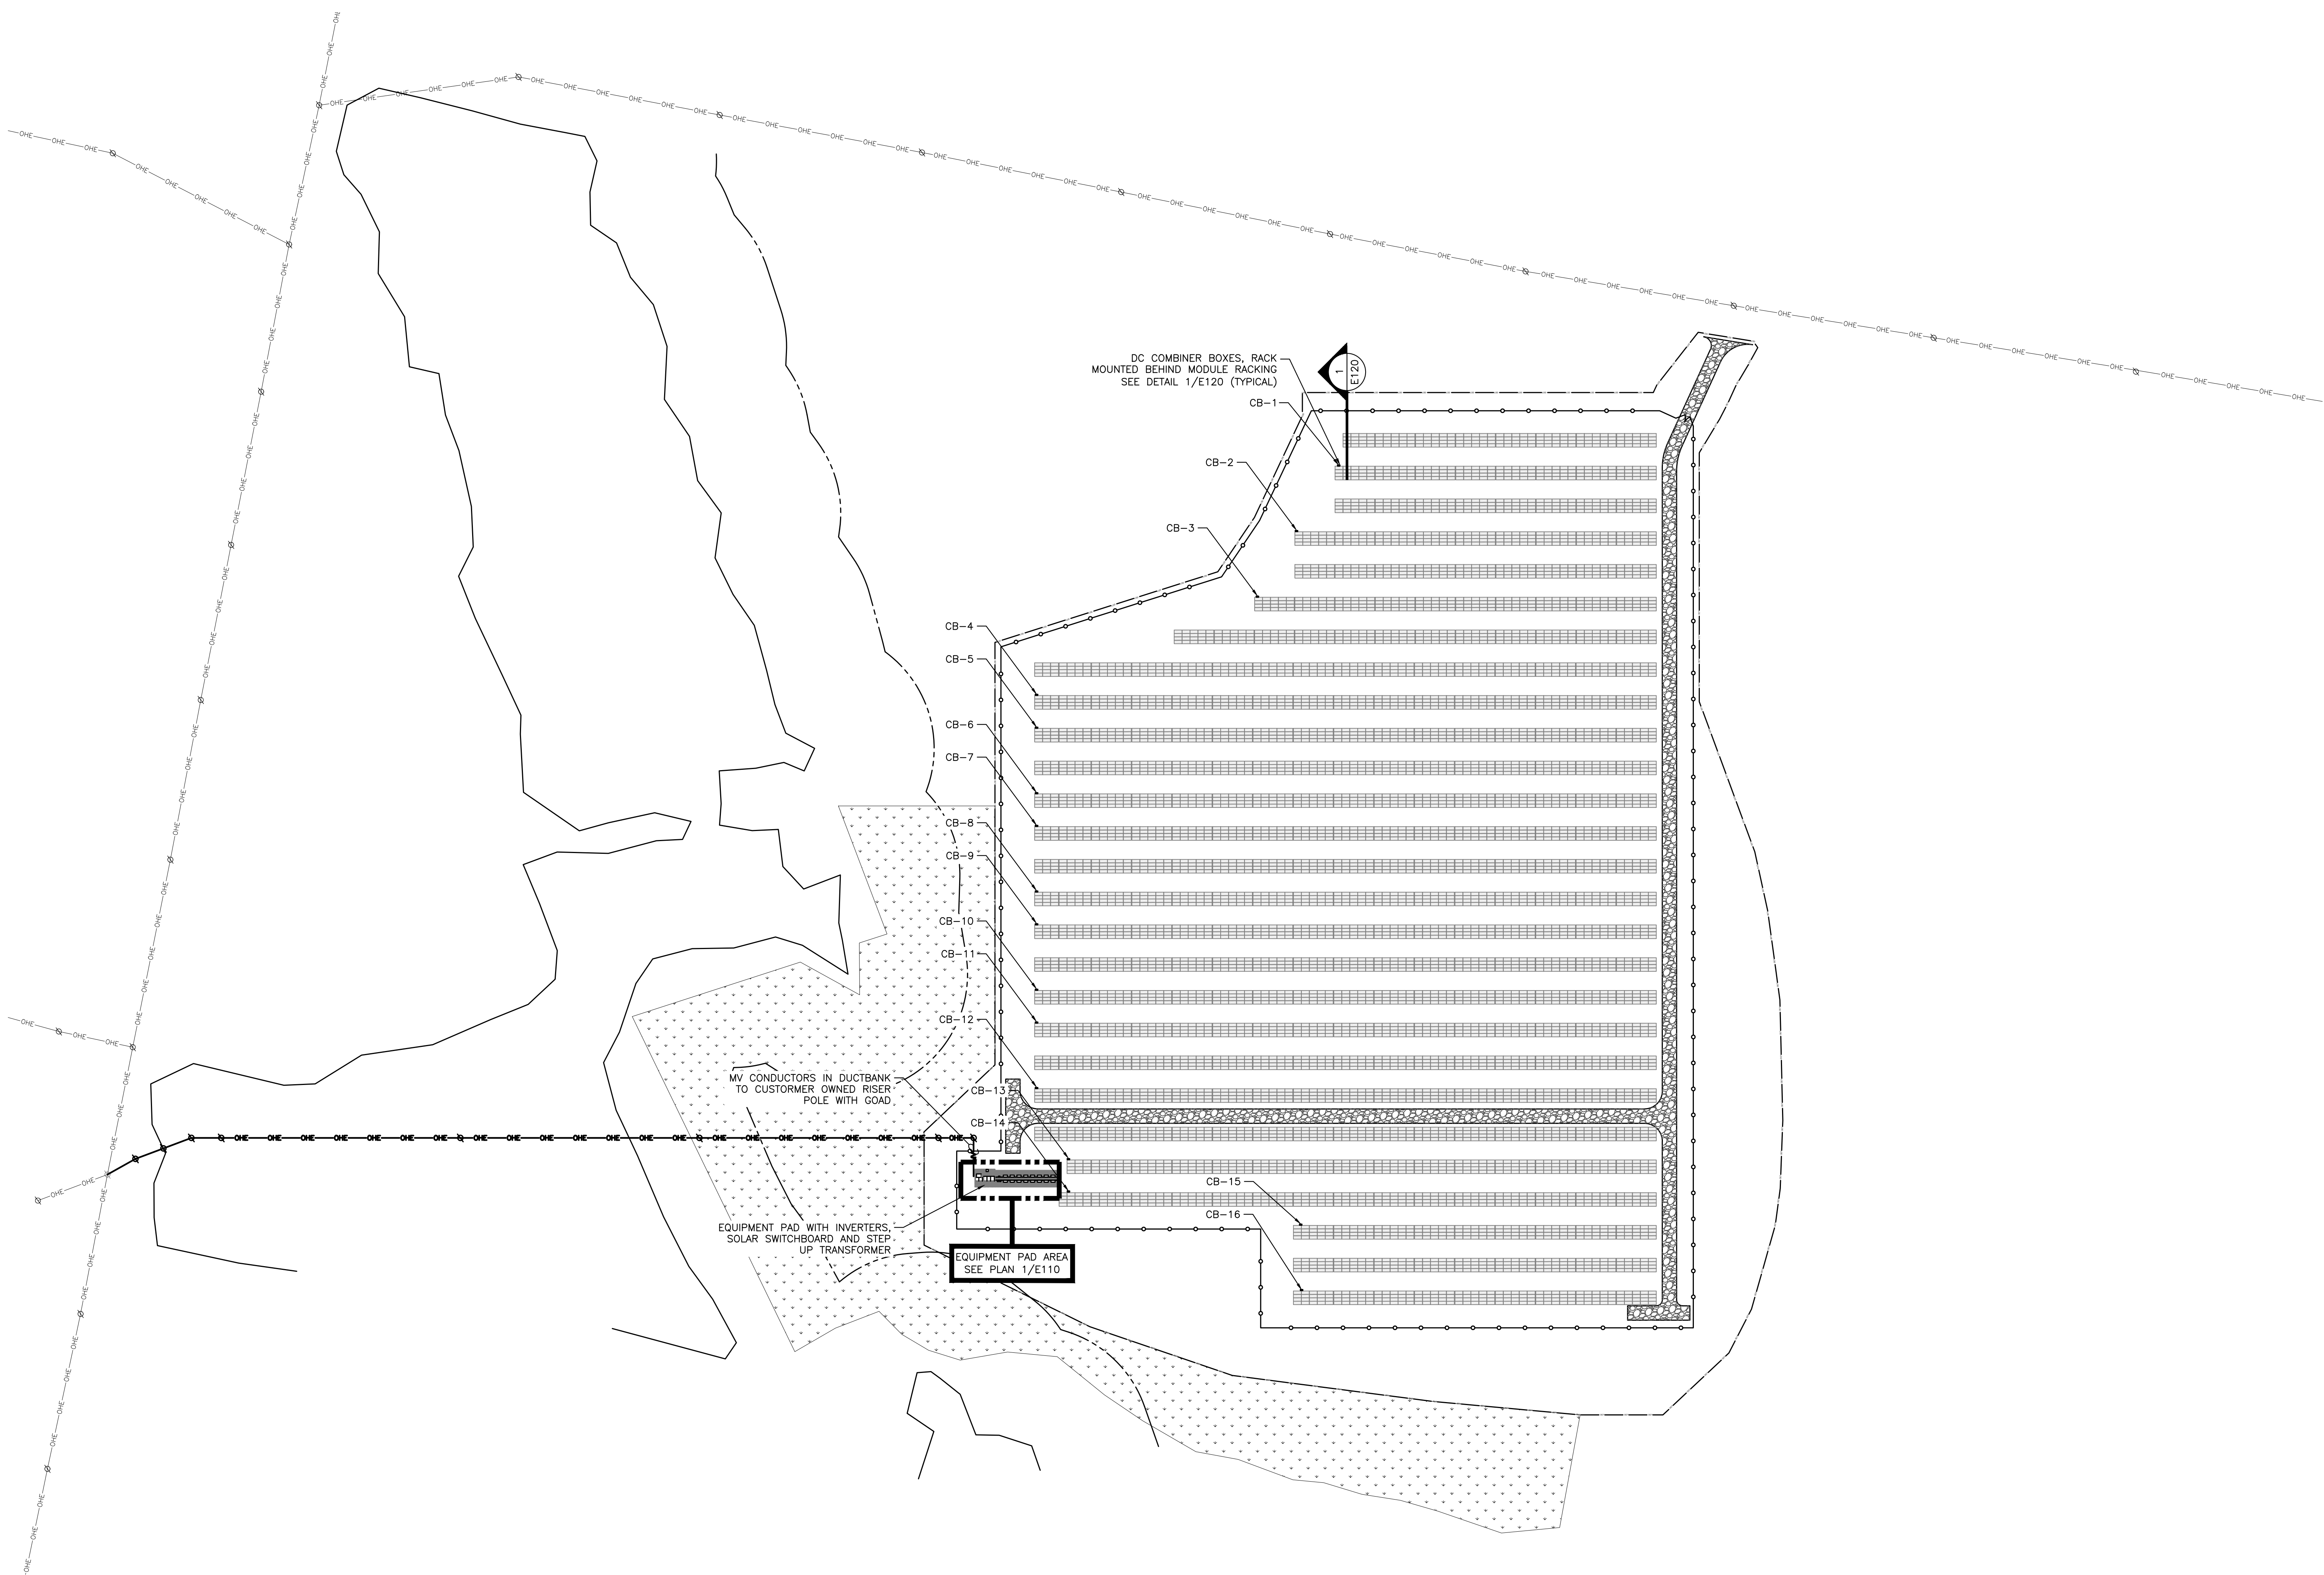 DC COMBINER BOXES, RACK
MOUNTED BEHIND MODULE RACKING
SEE DETAIL 1/E120 (TYPICAL)
1
E120
CB-1
CB-2
CB-3
CB-4
CB-5
CB-6
CB-7
CB-8
CB-9
CB-10
CB-11
CB-12
MV CONDUCTORS IN DUCTBANK
TO CUSTORMER OWNED RISER
POLE WITH GOAD
CB-13
CB-14
CB-15
CB-16
EQUIPMENT PAD WITH INVERTERS,
SOLAR SWITCHBOARD AND STEP
UP TRANSFORMER
EQUIPMENT PAD AREA
SEE PLAN 1/E110
OHE